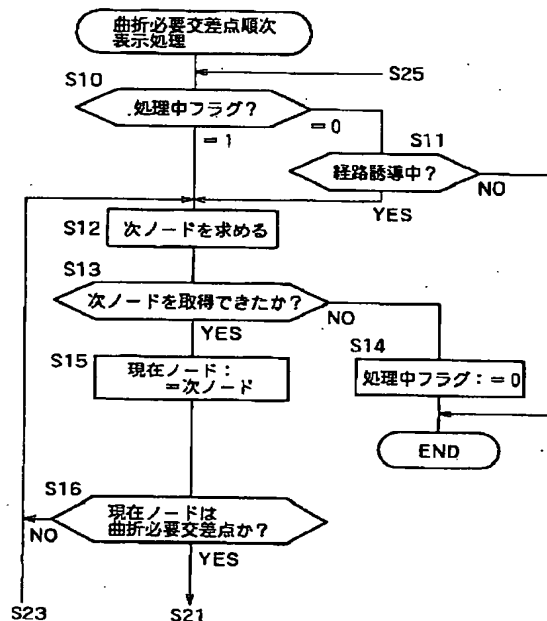 曲折必要交差点順次
表示処理
S25
S10
処理中フラグ?
=0
=1
S11
経路誘導中?
NO
YES
S12
次ノードを求める
S13
次ノードを取得できたか?
NO
YES
S14
処理中フラグ:=0
S15
現在ノード:
=次ノード
END
S16
現在ノードは
曲折必要交差点か?
NO
YES
S23
S21